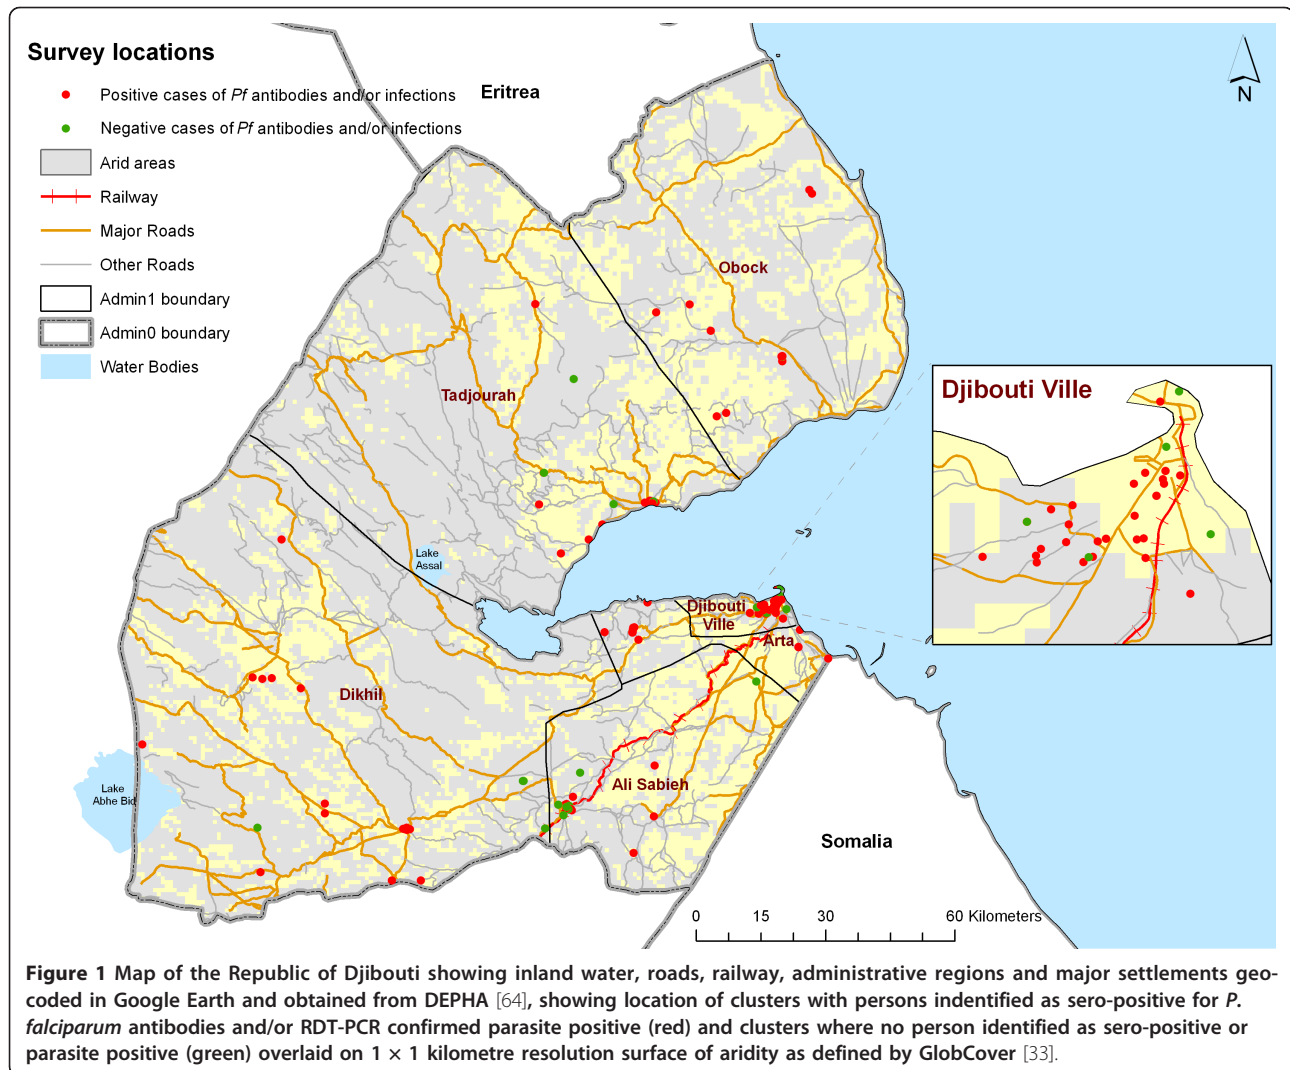 Survey locations
Positive cases of Pf antibodies and/or infections
Negative cases of Pf antibodies and/or infections
Arid areas
Railway
Major Roads
Other Roads
Admin1 boundary
Admin0 boundary
Water Bodies
Eritrea
N
Obock
Tadjourah
Djibouti Ville
Lake
Assal
Djibouti
Ville
Arta
Dikhil
Lake
Abhe Bid
Ali Sabieh
Somalia
0 15 30 60 Kilometers
Figure 1 Map of the Republic of Djibouti showing inland water, roads, railway, administrative regions and major settlements geo-
coded in Google Earth and obtained from DEPHA [64], showing location of clusters with persons indentified as sero-positive for P.
falciparum antibodies and/or RDT-PCR confirmed parasite positive (red) and clusters where no person identified as sero-positive or
parasite positive (green) overlaid on 1 × 1 kilometre resolution surface of aridity as defined by GlobCover [33].